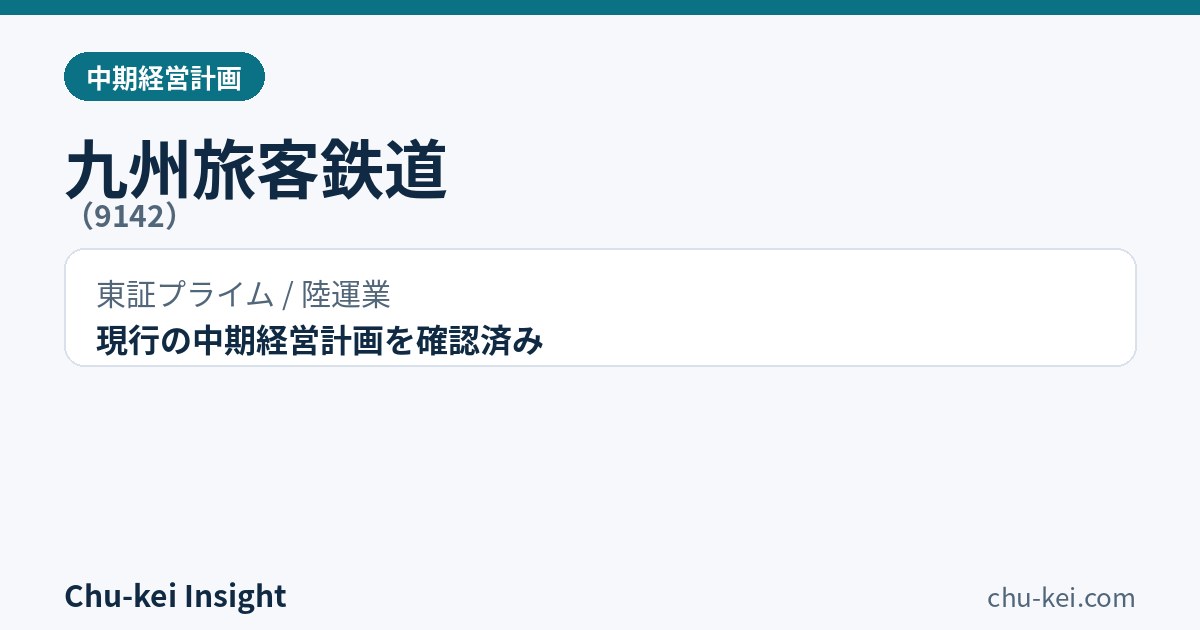 中期経営計画
九州旅客鉄道
（9142）
東証プライム / 陸運業
現行の中期経営計画を確認済み
Chu-kei Insight
chu-kei.com